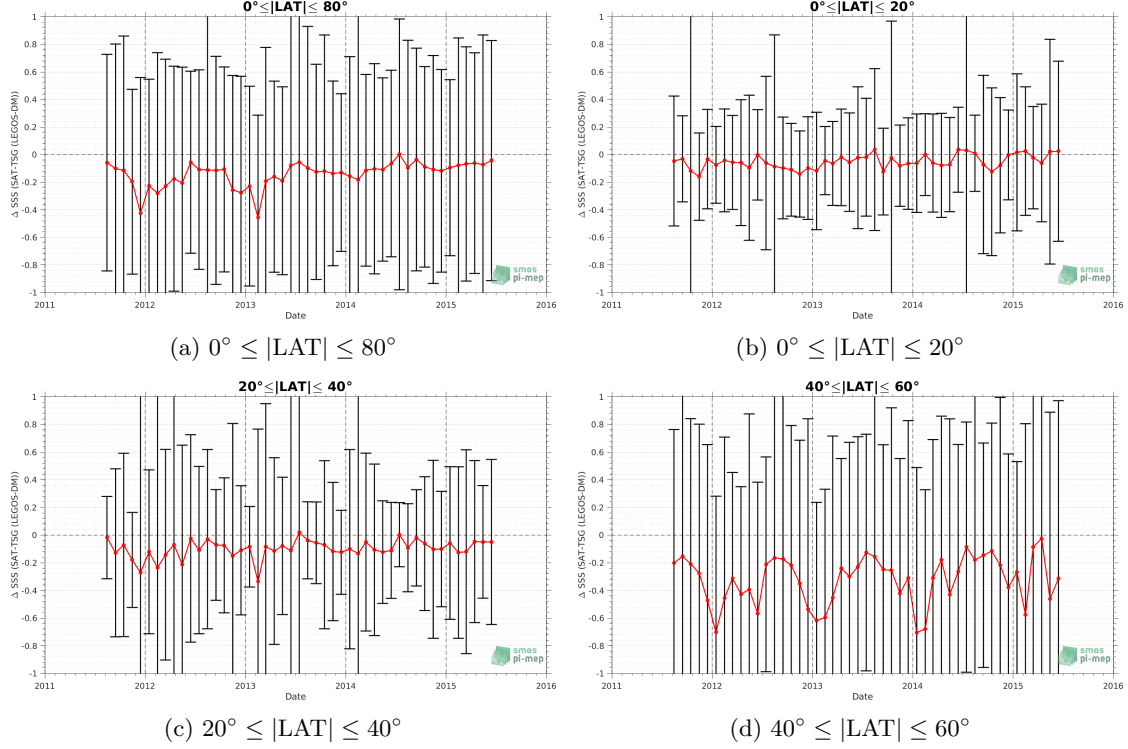 0°≤|LAT|≤ 80°
Δ SSS (SAT-TSG (LEGOS-DM))
1
0.8
0.6
0.4
0.2
0
-0.2
-0.4
-0.6
-0.8
-1
2011
2012
2013
2014
2015
2016
Date
smos
pi-mep
(a) 0° ≤ |LAT| ≤ 80°
0°≤|LAT|≤ 20°
Δ SSS (SAT-TSG (LEGOS-DM))
1
0.8
0.6
0.4
0.2
0
-0.2
-0.4
-0.6
-0.8
-1
2011
2012
2013
2014
2015
2016
Date
smos
pi-mep
(b) 0° ≤ |LAT| ≤ 20°
20°≤|LAT|≤ 40°
Δ SSS (SAT-TSG (LEGOS-DM))
1
0.8
0.6
0.4
0.2
0
-0.2
-0.4
-0.6
-0.8
-1
2011
2012
2013
2014
2015
2016
Date
smos
pi-mep
(c) 20° ≤ |LAT| ≤ 40°
40°≤|LAT|≤ 60°
Δ SSS (SAT-TSG (LEGOS-DM))
1
0.8
0.6
0.4
0.2
0
-0.2
-0.4
-0.6
-0.8
-1
2011
2012
2013
2014
2015
2016
Date
smos
pi-mep
(d) 40° ≤ |LAT| ≤ 60°